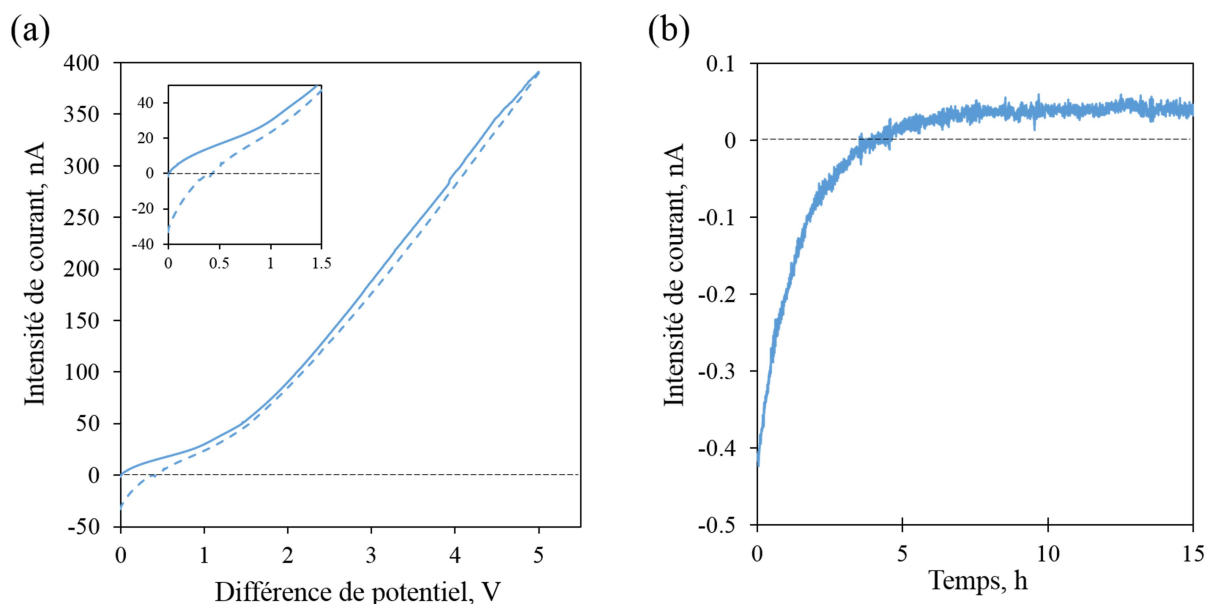 (a)
Intensité de courant, nA
400
350
300
250
200
150
100
50
0
-50
0 1 2 3 4 5
Différence de potentiel, V
40
20
0
-20
-40
0 0.5 1 1.5
(b)
Intensité de courant, nA
0.1
0
-0.1
-0.2
-0.3
-0.4
-0.5
0 5 10 15
Temps, h